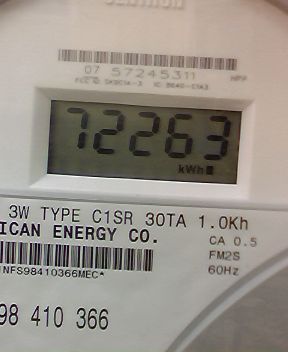 07 57245311
72263
kWh
3W TYPE C1SR 30TA 1.0Kh
ICAN ENERGY CO.
CA 0.5
FM2S
60Hz
NFS98410366MEC*
98 410 366